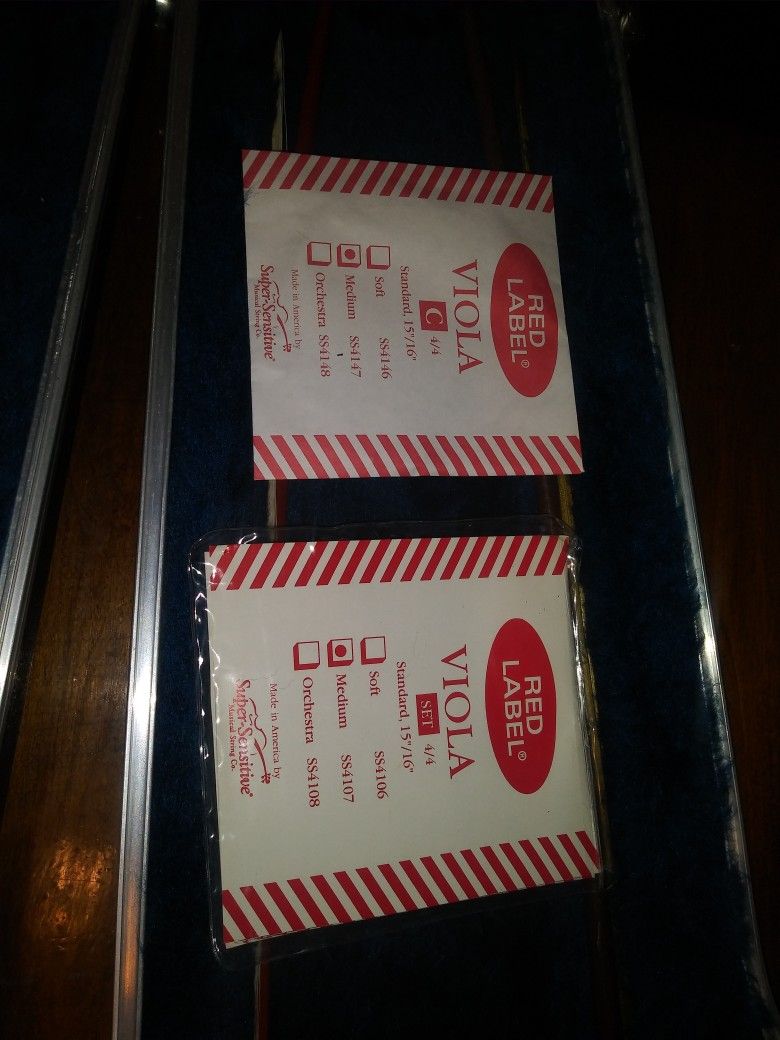 RED
LABEL®
VIOLA
C 4/4
Standard, 15"/16"
Soft SS4146
Medium SS4147
Orchestra SS4148
Made in America by
Super-Sensitive®
Musical String Co.
RED
LABEL®
VIOLA
SET 4/4
Standard, 15"/16"
Soft SS4106
Medium SS4107
Orchestra SS4108
Made in America by
Super-Sensitive®
Musical String Co.